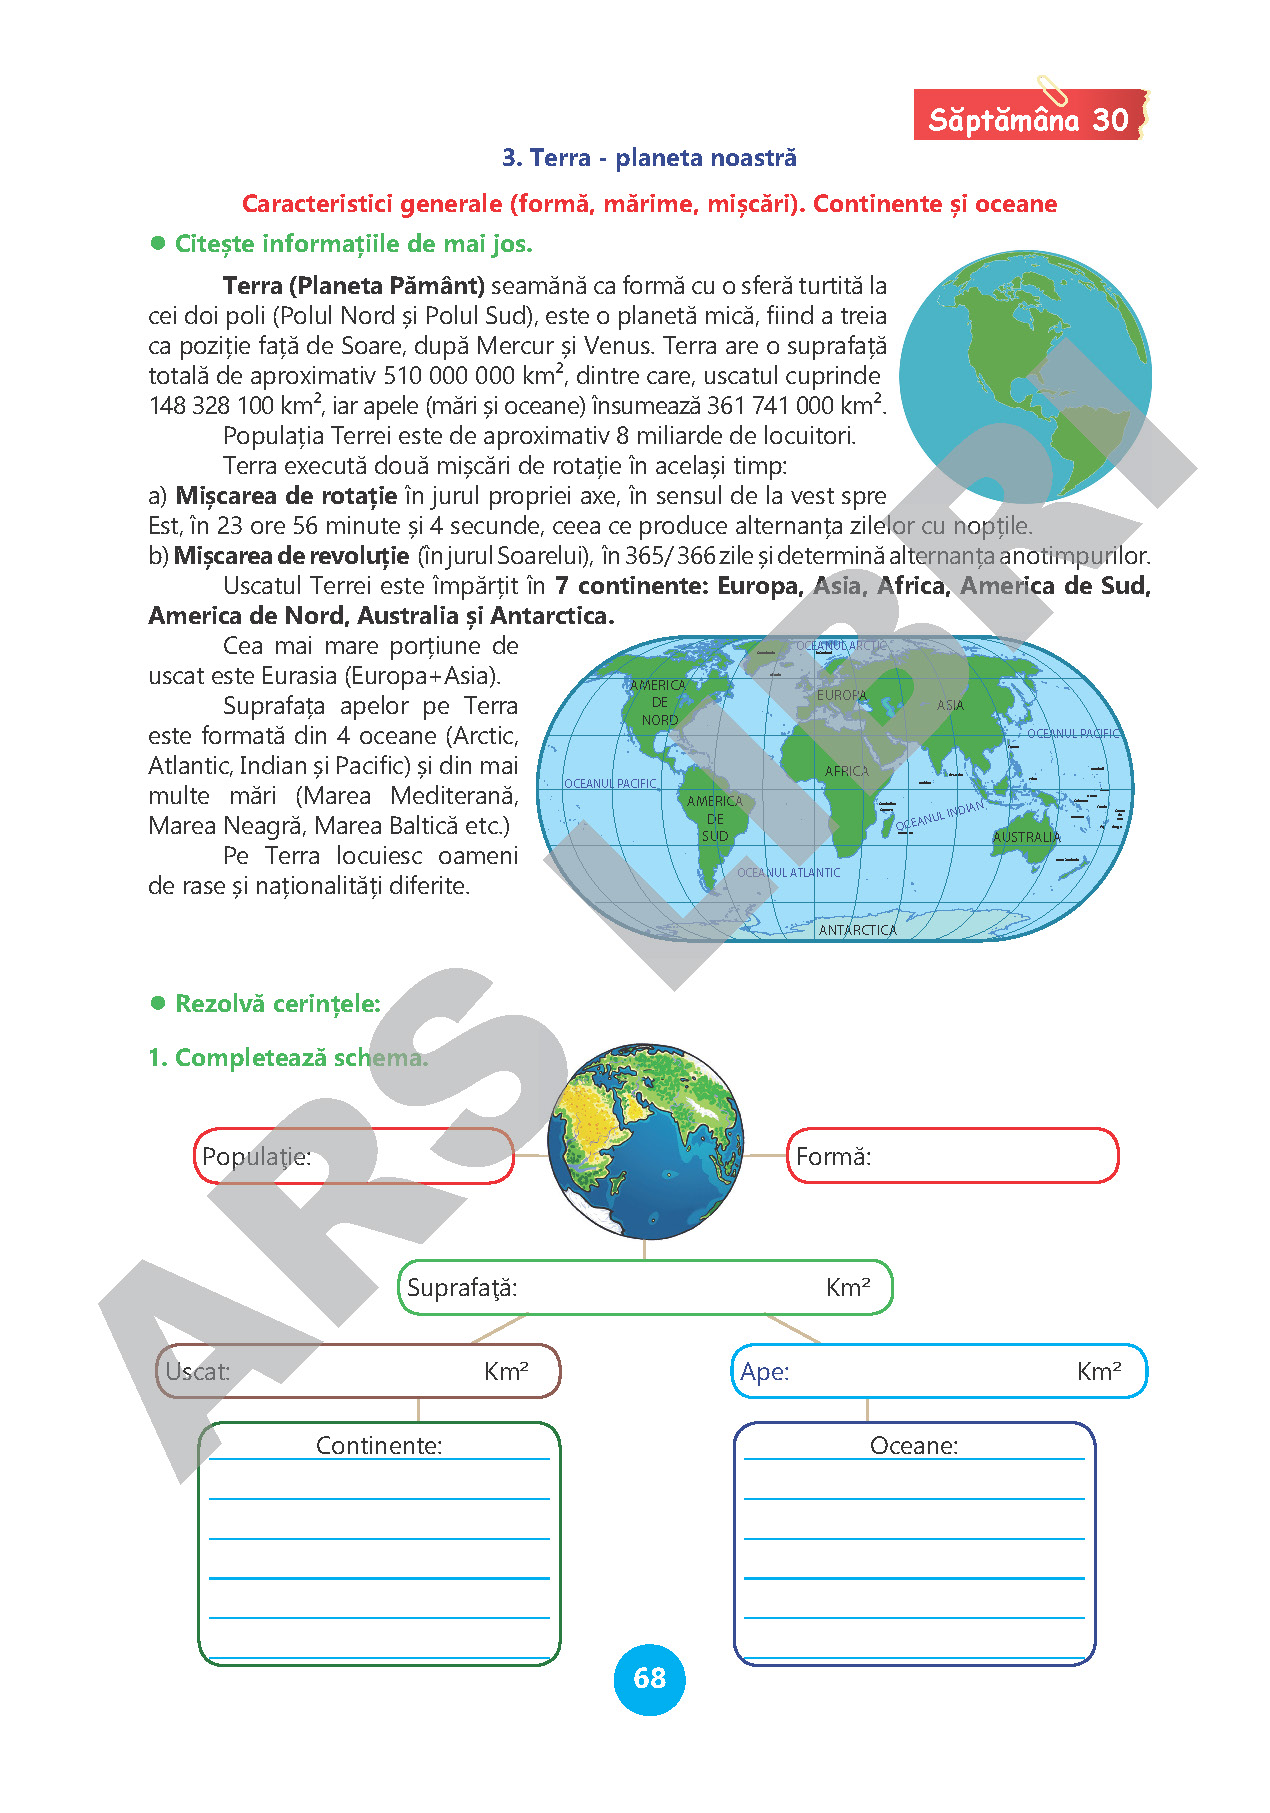 Săptămâna 30
3. Terra - planeta noastră
Caracteristici generale (formă, mărime, mișcări). Continente și oceane
● Citește informațiile de mai jos.
Terra (Planeta Pământ) seamănă ca formă cu o sferă turtită la
cei doi poli (Polul Nord și Polul Sud), este o planetă mică, fiind a treia
ca poziție față de Soare, după Mercur și Venus. Terra are o suprafață
totală de aproximativ 510 000 000 km², dintre care, uscatul cuprinde
148 328 100 km², iar apele (mări și oceane) însumează 361 741 000 km².
Populația Terrei este de aproximativ 8 miliarde de locuitori.
Terra execută două mișcări de rotație în același timp:
a) Mișcarea de rotație în jurul propriei axe, în sensul de la vest spre
Est, în 23 ore 56 minute și 4 secunde, ceea ce produce alternanța zilelor cu nopțile.
b) Mișcarea de revoluție (în jurul Soarelui), în 365/ 366 zile și determină alternanța anotimpurilor.
Uscatul Terrei este împărțit în 7 continente: Europa, Asia, Africa, America de Sud,
America de Nord, Australia și Antarctica.
Cea mai mare porțiune de
uscat este Eurasia (Europa+Asia).
Suprafața apelor pe Terra
este formată din 4 oceane (Arctic,
Atlantic, Indian și Pacific) și din mai
multe mări (Marea Mediterană,
Marea Neagră, Marea Baltică etc.)
Pe Terra locuiesc oameni
de rase și naționalități diferite.
OCEANUL ARCTIC
AMERICA
DE
NORD
EUROPA
ASIA
OCEANUL PACIFIC
AFRICA
OCEANUL PACIFIC
AMERICA
DE
SUD
OCEANUL INDIAN
AUSTRALIA
OCEANUL ATLANTIC
ANTARCTICA
● Rezolvă cerințele:
1. Completează schema.
Populaţie:
Formă:
Suprafaţă: Km²
Uscat: Km²
Ape: Km²
Continente:
Oceane:
68
ARS LIBRI